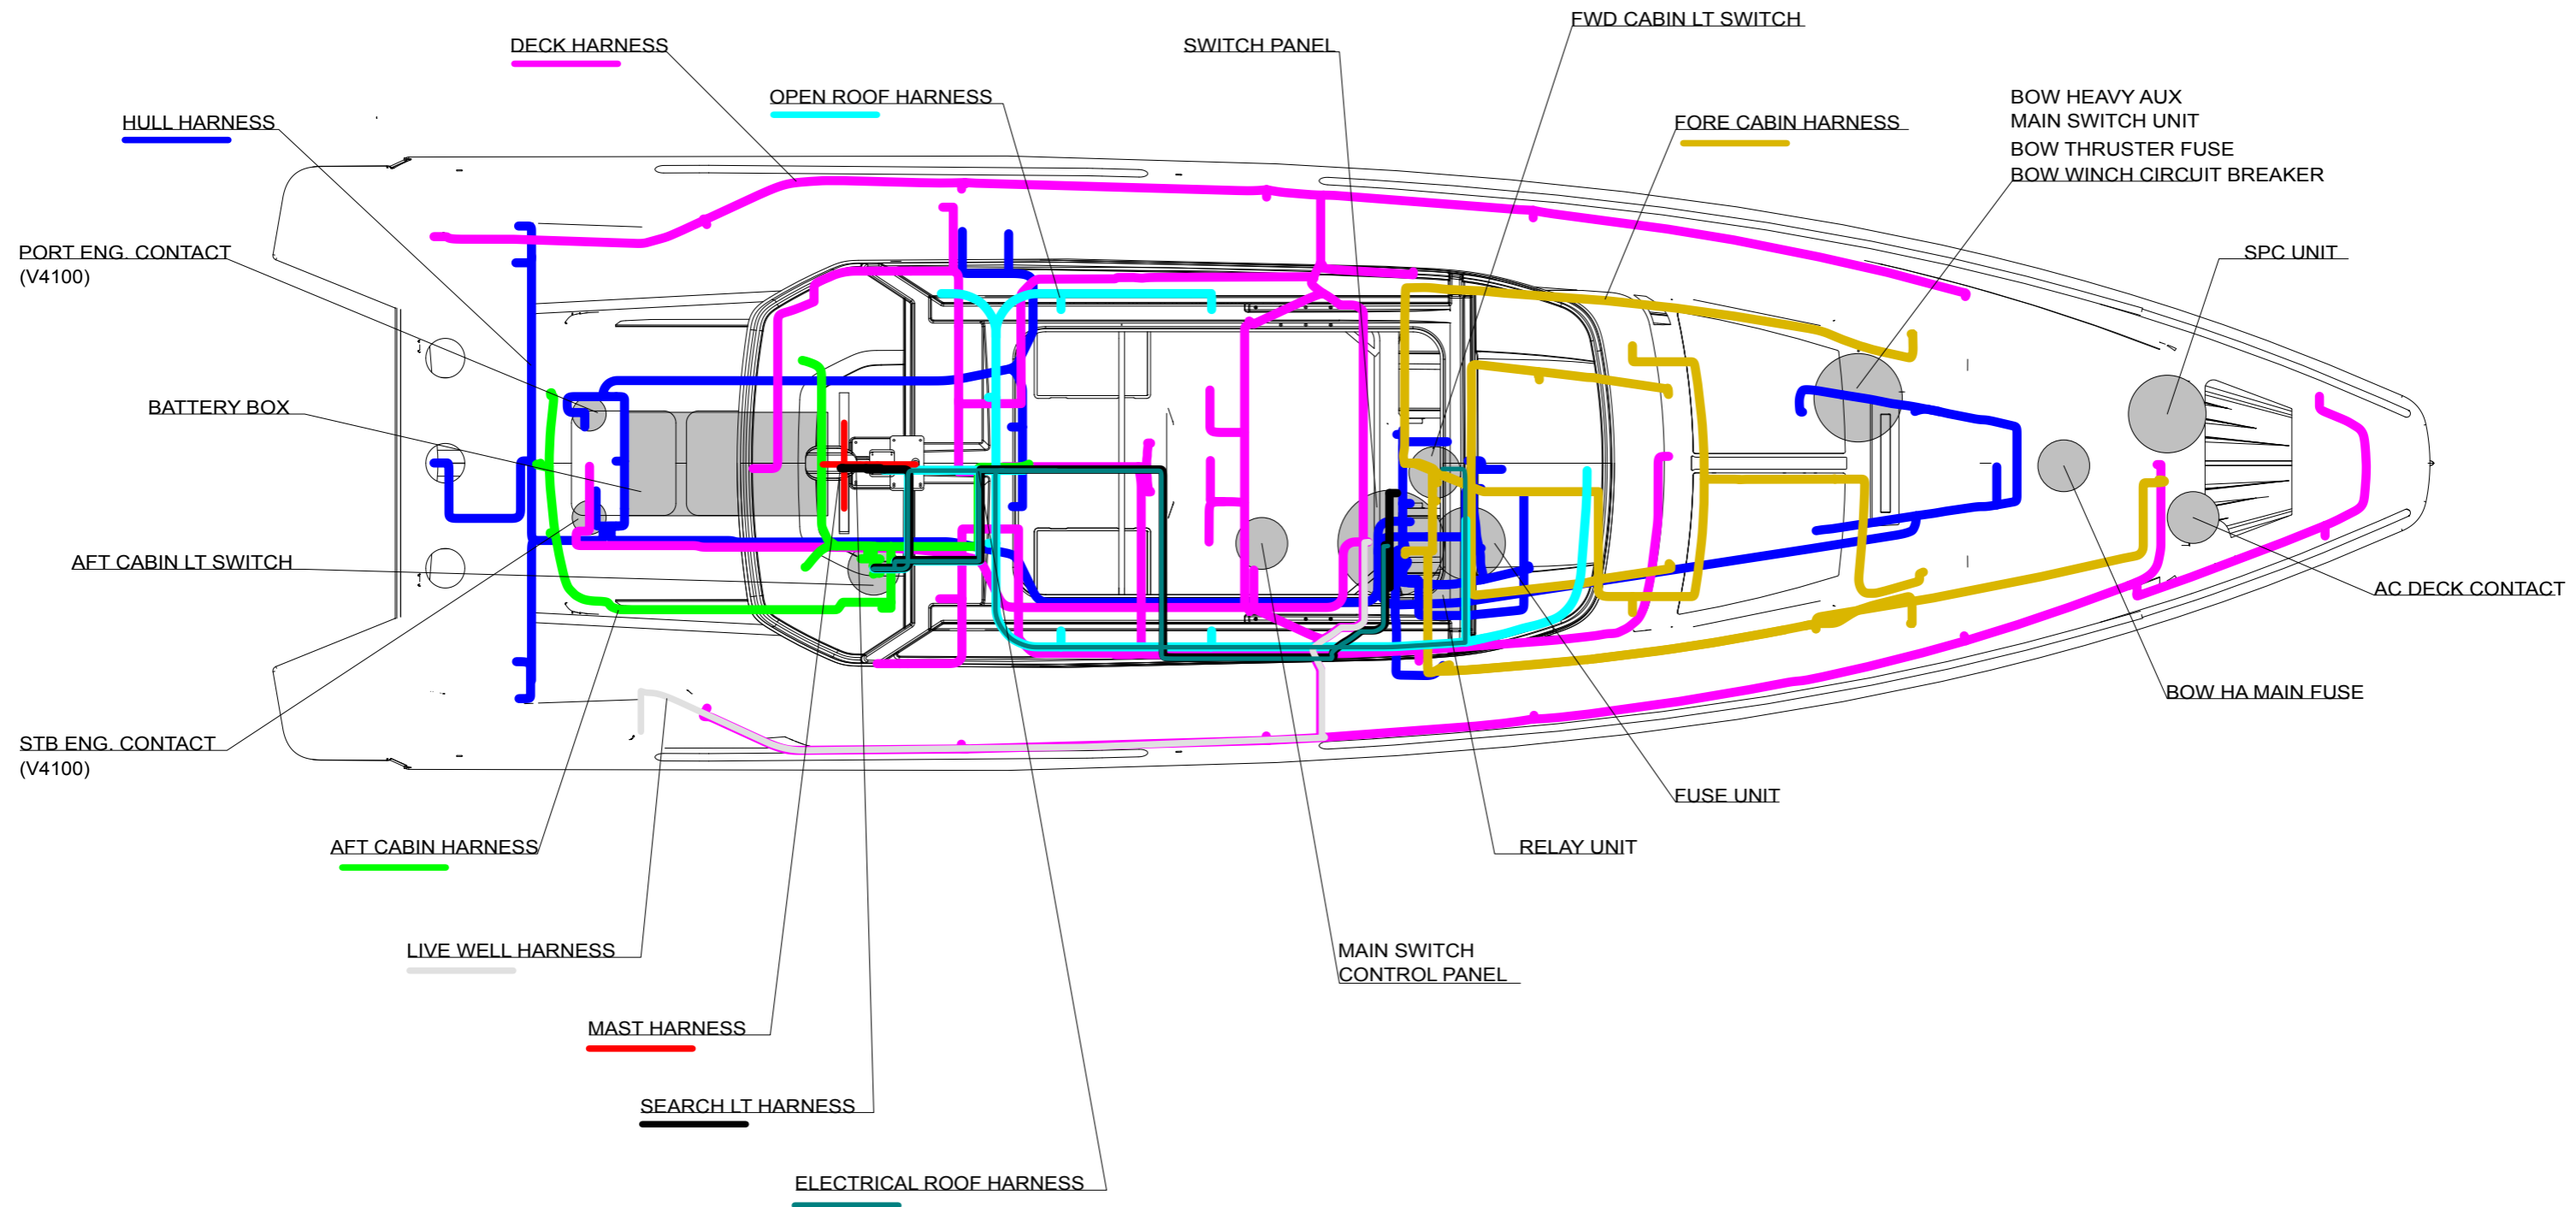 FWD CABIN LT SWITCH
DECK HARNESS
SWITCH PANEL
OPEN ROOF HARNESS
BOW HEAVY AUX
MAIN SWITCH UNIT
BOW THRUSTER FUSE
BOW WINCH CIRCUIT BREAKER
HULL HARNESS
FORE CABIN HARNESS
PORT ENG. CONTACT
(V4100)
SPC UNIT
BATTERY BOX
AFT CABIN LT SWITCH
AC DECK CONTACT
BOW HA MAIN FUSE
STB ENG. CONTACT
(V4100)
FUSE UNIT
AFT CABIN HARNESS
RELAY UNIT
LIVE WELL HARNESS
MAIN SWITCH
CONTROL PANEL
MAST HARNESS
SEARCH LT HARNESS
ELECTRICAL ROOF HARNESS